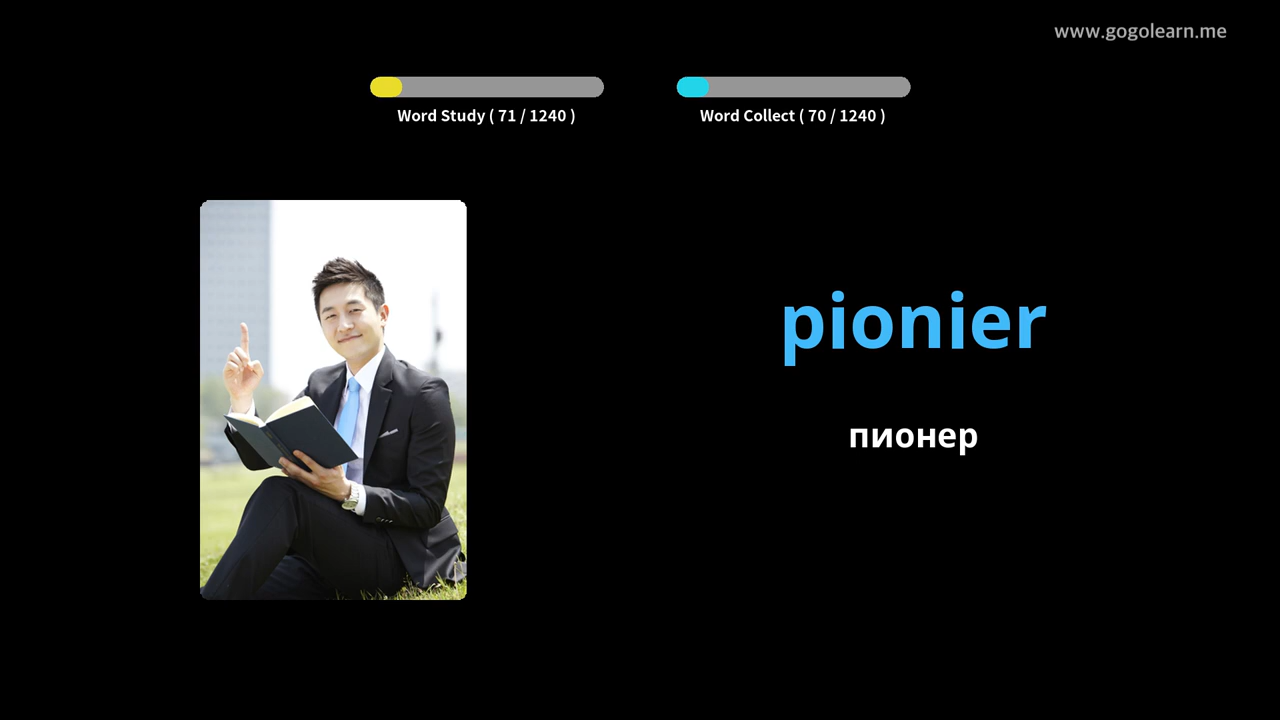 www.gogolearn.me
Word Study ( 71 / 1240 )
Word Collect ( 70 / 1240 )
pionier
пионер